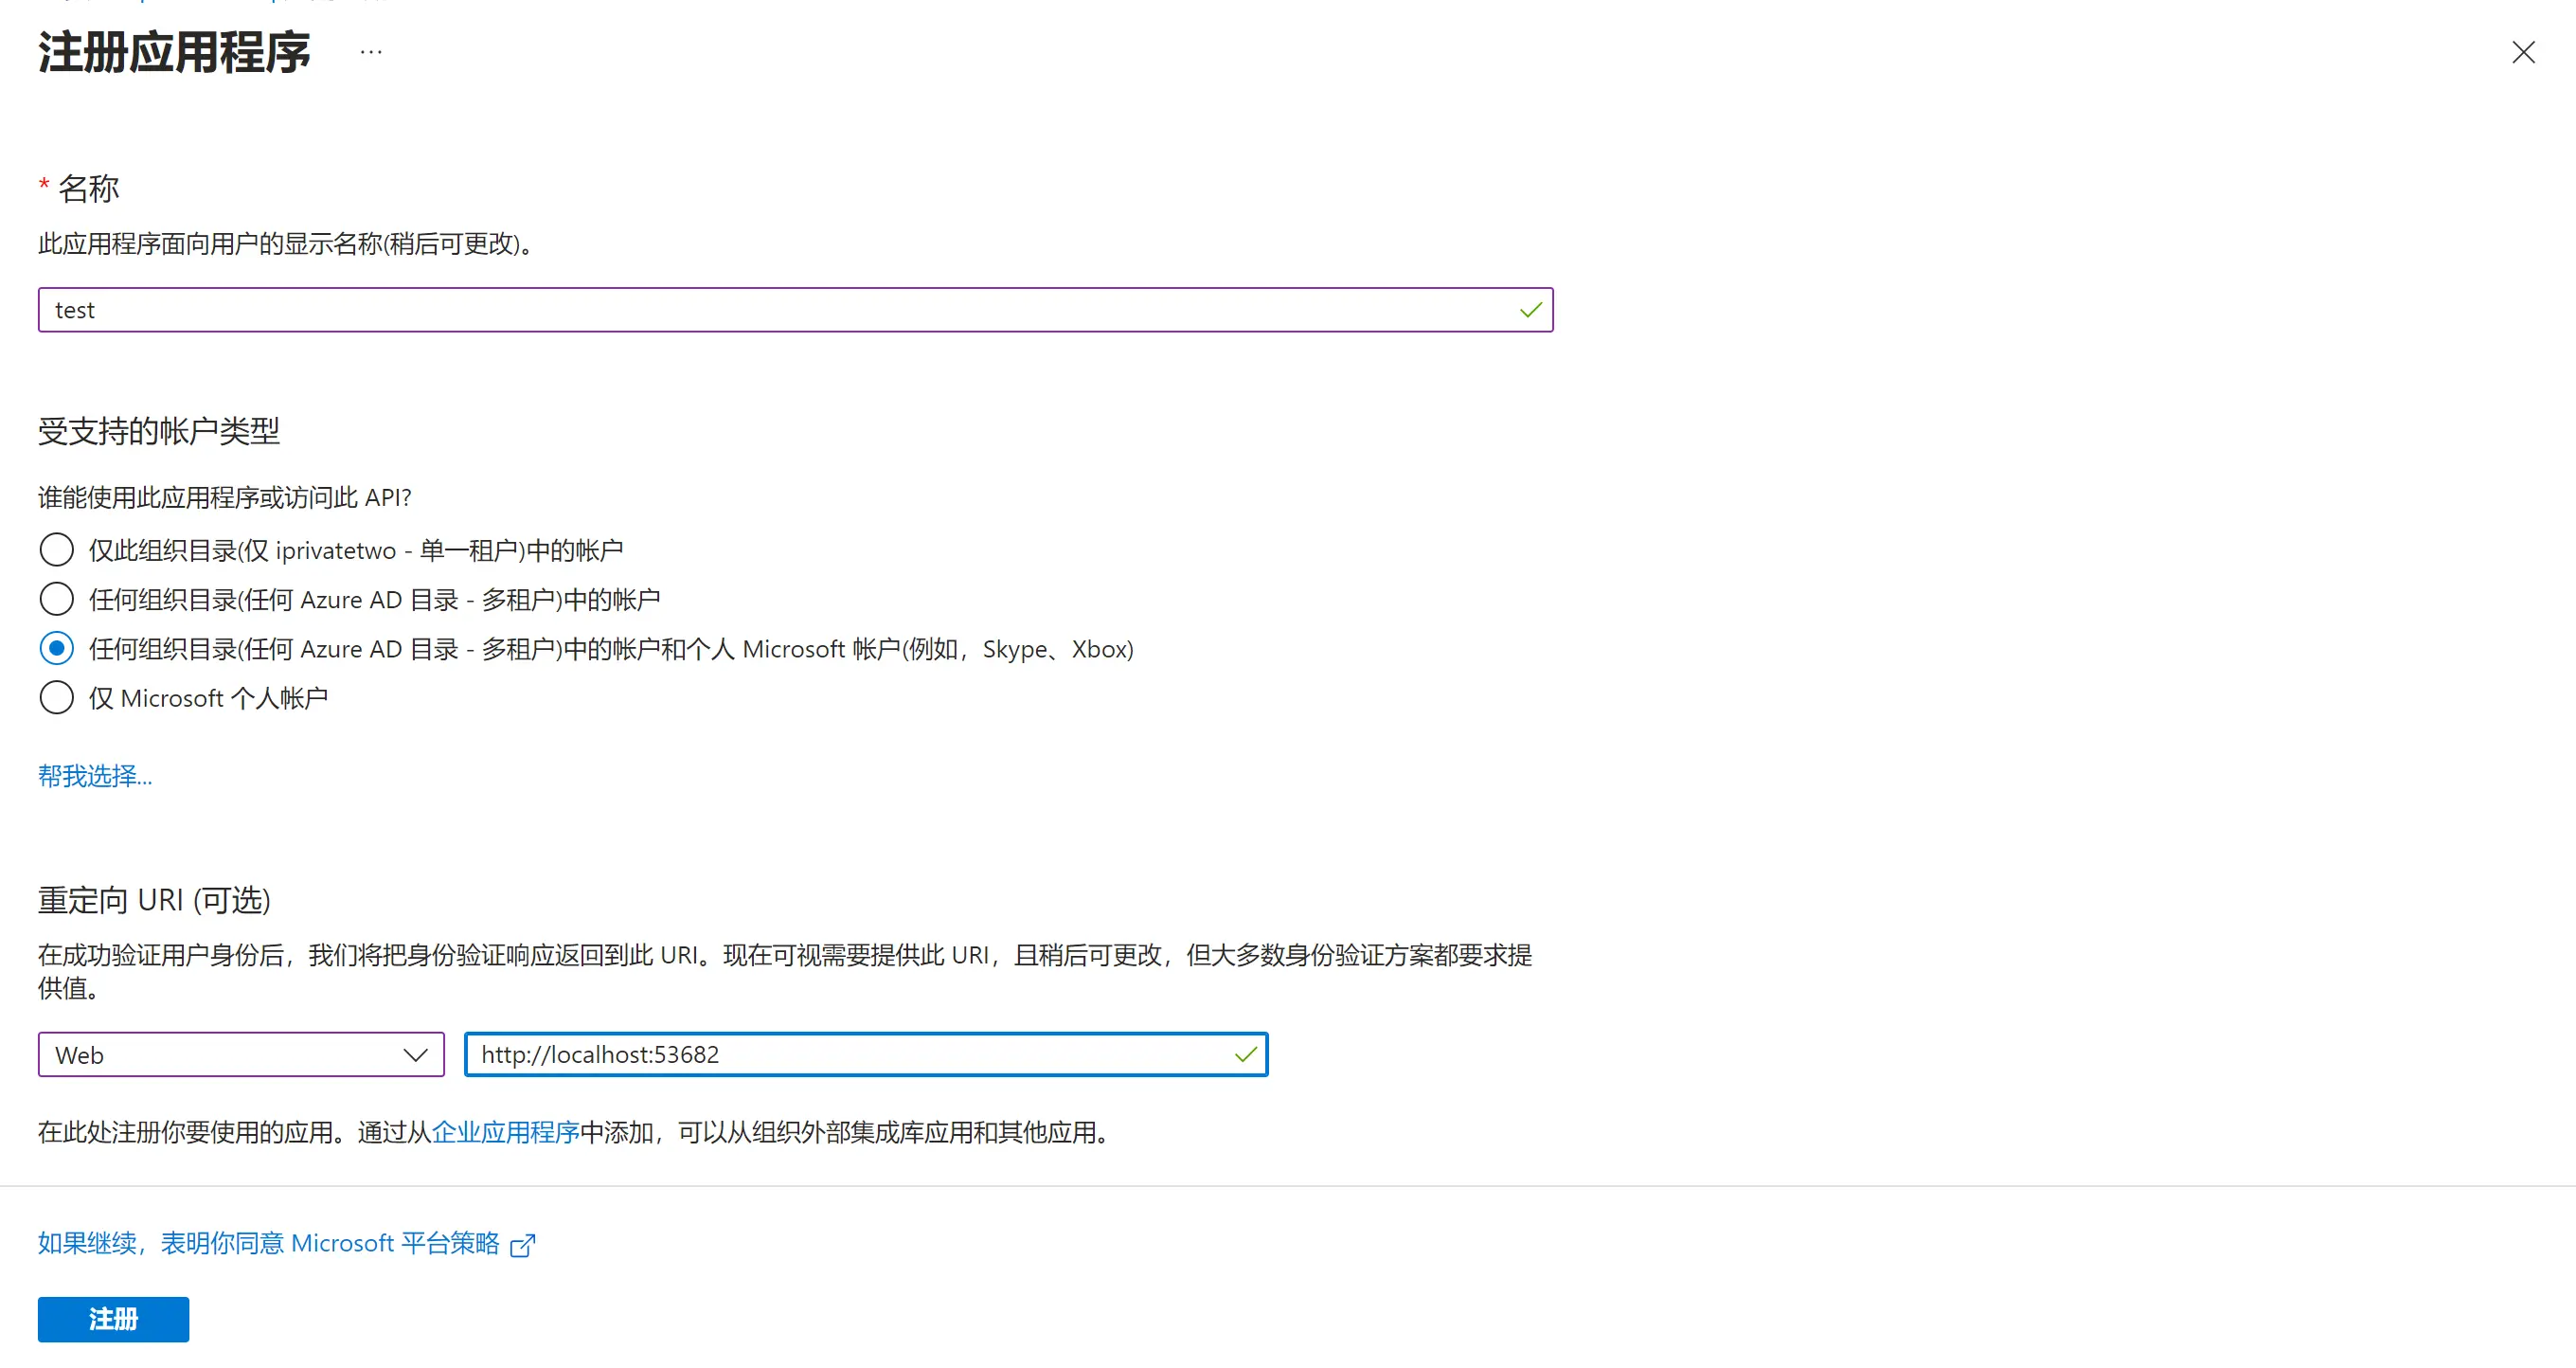 注册应用程序 ...
* 名称
此应用程序面向用户的显示名称(稍后可更改)。
test
受支持的帐户类型
谁能使用此应用程序或访问此 API?
仅此组织目录(仅 iprivatetwo - 单一租户)中的帐户
任何组织目录(任何 Azure AD 目录 - 多租户)中的帐户
任何组织目录(任何 Azure AD 目录 - 多租户)中的帐户和个人 Microsoft 帐户(例如，Skype、Xbox)
仅 Microsoft 个人帐户
帮我选择...
重定向 URI (可选)
在成功验证用户身份后，我们将把身份验证响应返回到此 URI。现在可视需要提供此 URI，且稍后可更改，但大多数身份验证方案都要求提
供值。
Web
http://localhost:53682
在此处注册你要使用的应用。通过从企业应用程序中添加，可以从组织外部集成库应用和其他应用。
如果继续，表明你同意 Microsoft 平台策略
注册